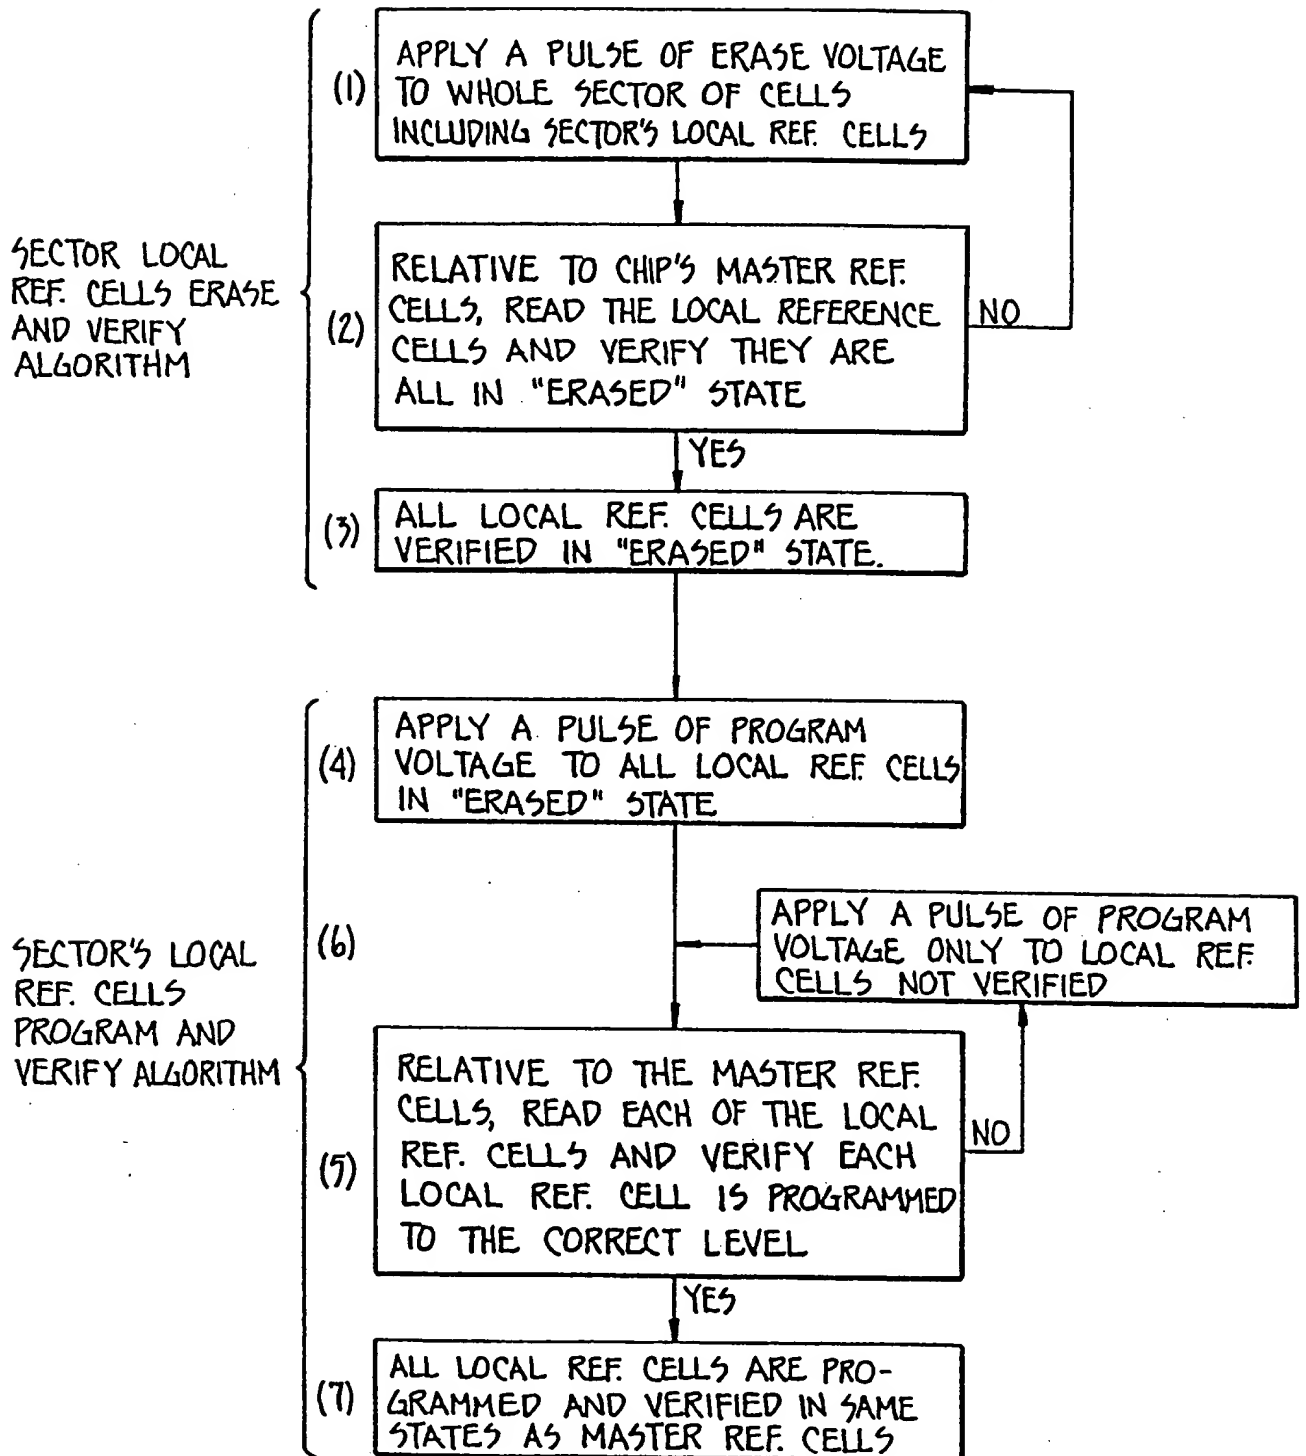 (1)
APPLY A PULSE OF ERASE VOLTAGE
TO WHOLE SECTOR OF CELLS
INCLUDING SECTOR'S LOCAL REF. CELLS
SECTOR LOCAL
REF. CELLS ERASE
AND VERIFY
ALGORITHM
(2)
RELATIVE TO CHIP'S MASTER REF.
CELLS, READ THE LOCAL REFERENCE
CELLS AND VERIFY THEY ARE
ALL IN "ERASED" STATE
NO
YES
(3)
ALL LOCAL REF. CELLS ARE
VERIFIED IN "ERASED" STATE.
(4)
APPLY A PULSE OF PROGRAM
VOLTAGE TO ALL LOCAL REF. CELLS
IN "ERASED" STATE
(6)
APPLY A PULSE OF PROGRAM
VOLTAGE ONLY TO LOCAL REF.
CELLS NOT VERIFIED
SECTOR'S LOCAL
REF. CELLS
PROGRAM AND
VERIFY ALGORITHM
(5)
RELATIVE TO THE MASTER REF.
CELLS, READ EACH OF THE LOCAL
REF. CELLS AND VERIFY EACH
LOCAL REF. CELL IS PROGRAMMED
TO THE CORRECT LEVEL
NO
YES
(7)
ALL LOCAL REF. CELLS ARE PRO-
GRAMMED AND VERIFIED IN SAME
STATES AS MASTER REF. CELLS